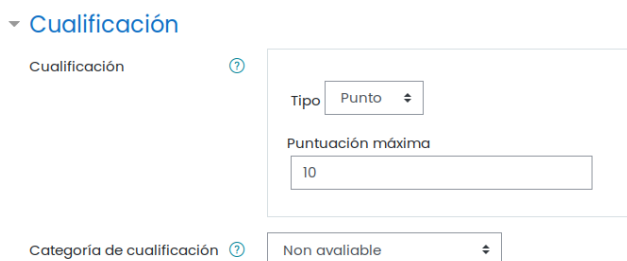 Cualificación
Cualificación ?
Tipo Punto
Puntuación máxima
10
Categoría de cualificación ? Non avaliable